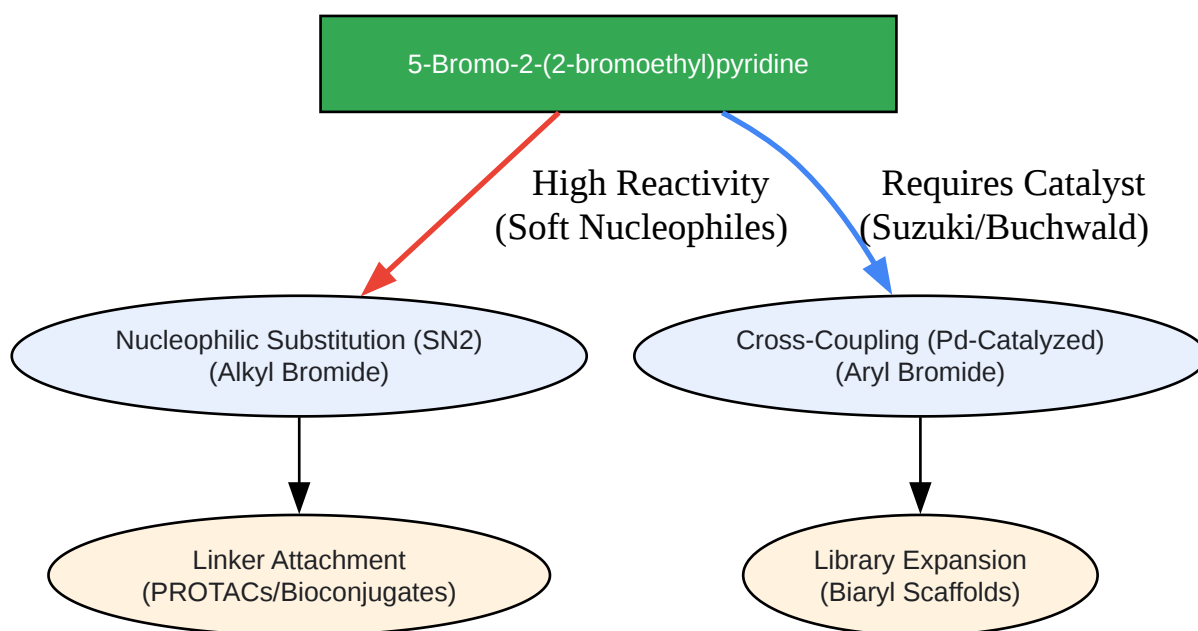 5-Bromo-2-(2-bromoethyl)pyridine
High Reactivity
(Soft Nucleophiles)
Requires Catalyst
(Suzuki/Buchwald)
Nucleophilic Substitution (SN2)
(Alkyl Bromide)
Cross-Coupling (Pd-Catalyzed)
(Aryl Bromide)
Linker Attachment
(PROTACs/Bioconjugates)
Library Expansion
(Biaryl Scaffolds)